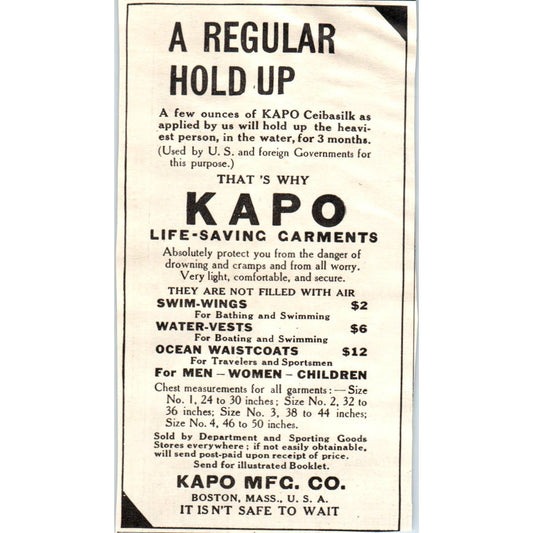 A REGULAR
HOLD UP
A few ounces of KAPO Ceibasilk as
applied by us will hold up the heavi-
est person, in the water, for 3 months.
(Used by U. S. and foreign Governments for
this purpose.)
THAT 'S WHY
KAPO
LIFE-SAVING GARMENTS
Absolutely protect you from the danger of
drowning and cramps and from all worry.
Very light, comfortable, and secure.
THEY ARE NOT FILLED WITH AIR
SWIM-WINGS $2
For Bathing and Swimming
WATER-VESTS $6
For Boating and Swimming
OCEAN WAISTCOATS $12
For Travelers and Sportsmen
For MEN – WOMEN – CHILDREN
Chest measurements for all garments:—Size
No. 1, 24 to 30 inches; Size No. 2, 32 to
36 inches; Size No. 3, 38 to 44 inches;
Size No. 4, 46 to 50 inches.
Sold by Department and Sporting Goods
Stores everywhere; if not easily obtainable,
will send post-paid upon receipt of price.
Send for illustrated Booklet.
KAPO MFG. CO.
BOSTON, MASS., U. S. A.
IT ISN'T SAFE TO WAIT